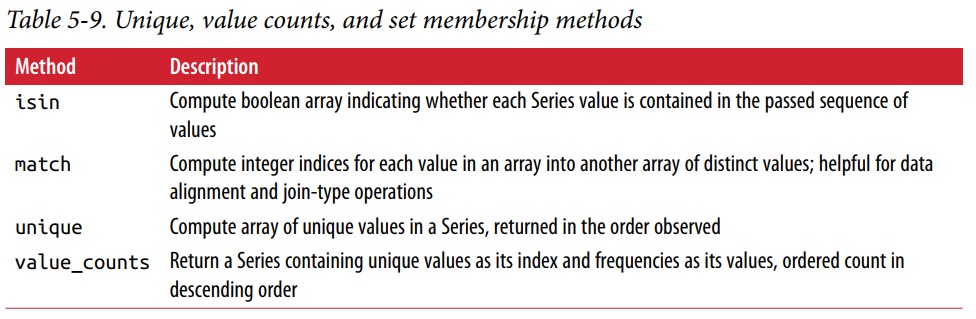 Table 5-9. Unique, value counts, and set membership methods
Method Description
isin Compute boolean array indicating whether each Series value is contained in the passed sequence of
values
match Compute integer indices for each value in an array into another array of distinct values; helpful for data
alignment and join-type operations
unique Compute array of unique values in a Series, returned in the order observed
value_counts Return a Series containing unique values as its index and frequencies as its values, ordered count in
descending order